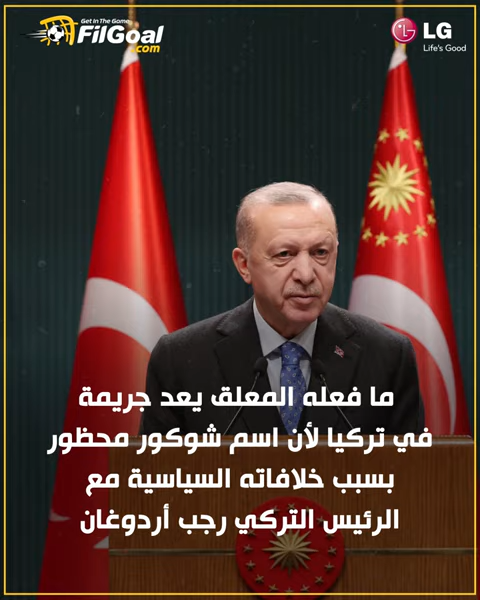 Get In The Game
FilGoal
.com
LG
Life's Good
ما فعله المعلق يعد جريمة
في تركيا لأن اسم شوكور محظور
بسبب خلافاته السياسية مع
الرئيس التركي رجب أردوغان